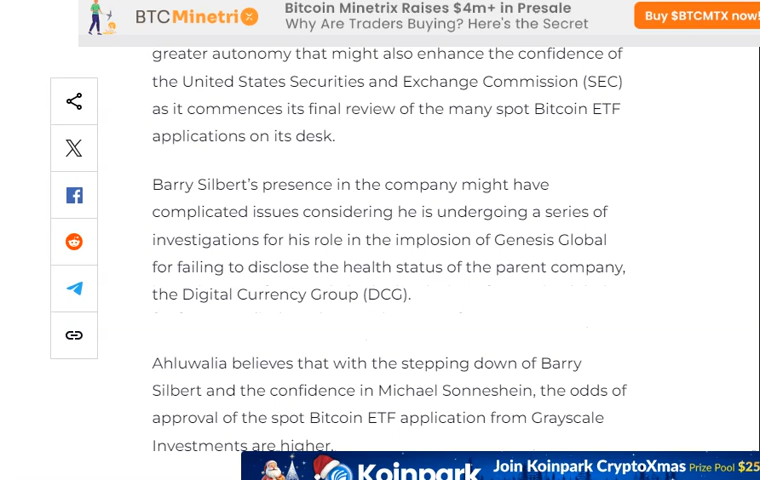 BTCMinetrix
Bitcoin Minetrix Raises $4m+ in Presale
Why Are Traders Buying? Here's the Secret
Buy $BTCMTX now!
greater autonomy that might also enhance the confidence of
the United States Securities and Exchange Commission (SEC)
as it commences its final review of the many spot Bitcoin ETF
applications on its desk.
Barry Silbert’s presence in the company might have
complicated issues considering he is undergoing a series of
investigations for his role in the implosion of Genesis Global
for failing to disclose the health status of the parent company,
the Digital Currency Group (DCG).
Ahluwalia believes that with the stepping down of Barry
Silbert and the confidence in Michael Sonneshein, the odds of
approval of the spot Bitcoin ETF application from Grayscale
Investments are higher.
Koinpark
Join Koinpark CryptoXmas Prize Pool $25